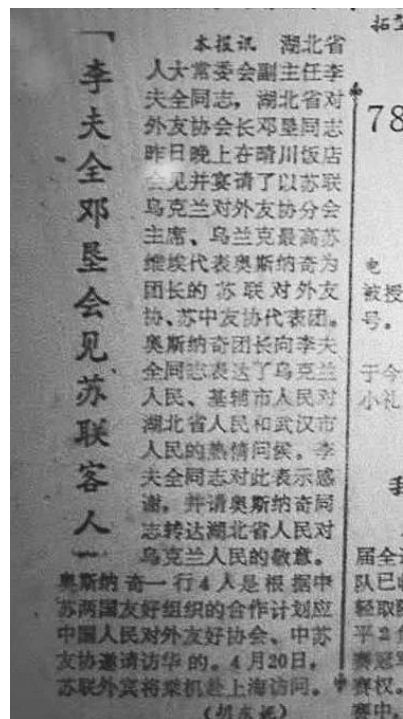 李夫全邓垦会见苏联客人
本报讯 湖北省
人大常委会副主任李
夫全同志，湖北省对
外友协会长邓垦同志
昨日晚上在晴川饭店
会见并宴请了以苏联
乌克兰对外友协分会
主席、乌兰克最高苏
维埃代表奥斯纳奇为
团长的苏联对外友
协、苏中友协代表团。
奥斯纳奇团长向李夫
全同志表达了乌克兰
人民、基辅市人民对
湖北省人民和武汉市
人民的热情问候。李
夫全同志对此表示感
谢，并请奥斯纳奇同
志转达湖北省人民对
乌克兰人民的敬意。
奥斯纳奇一行4人是根据中
苏两国友好组织的合作计划应
中国人民对外友好协会、中苏
友协邀请访华的。4月20日，
苏联外宾将乘机赴上海访问。
拓
78
电
被授
号。
于今
小礼
我
届全
队已
轻取
平2
赛冠军
赛权。
赛中，